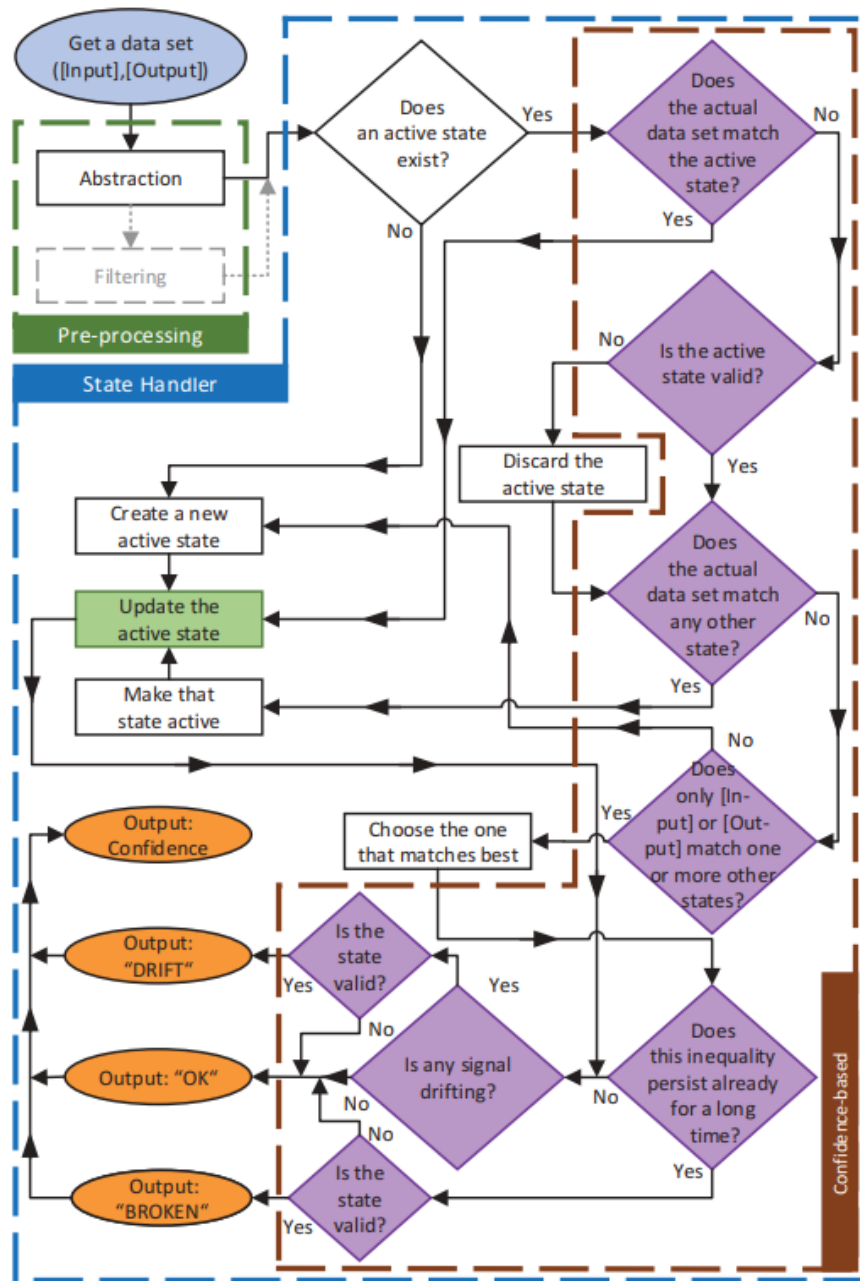 Get a data set
([Input],[Output])
Abstraction
Filtering
Pre-processing
State Handler
Does
an active state
exist?
Yes
No
Does
the actual
data set match
the active
state?
No
Yes
Is the active
state valid?
No
Yes
Discard the
active state
Create a new
active state
Update the
active state
Make that
state active
Does
the actual
data set match
any other
state?
No
Yes
No
Does
only [In-
put] or [Out-
put] match one
or more other
states?
Yes
Choose the one
that matches best
Output:
Confidence
Output:
"DRIFT"
Is the
state
valid?
Yes
No
Yes
Is any signal
drifting?
No
Output: "OK"
Does
this inequality
persist already
for a long
time?
No
Yes
No
Is the
state
valid?
Yes
Output:
"BROKEN"
Confidence-based